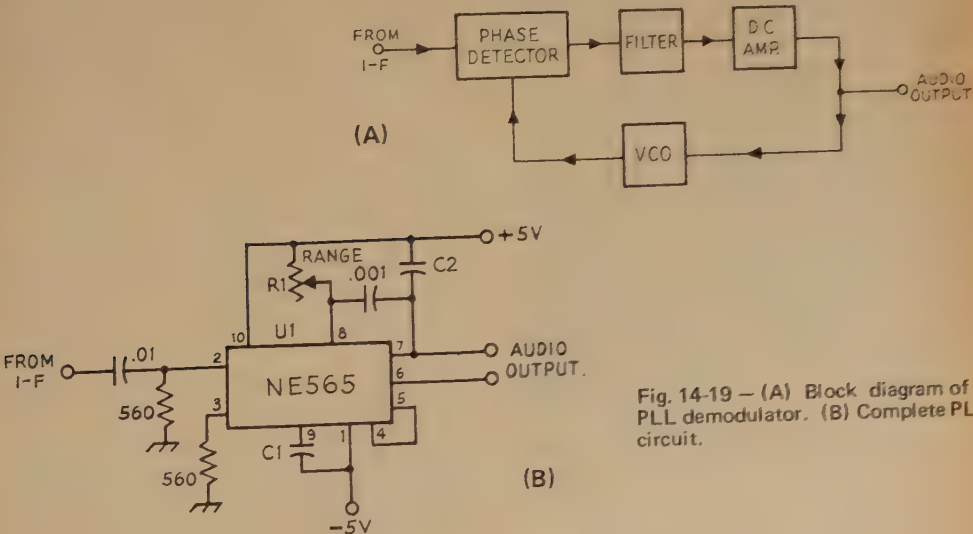 FROM
I-F
PHASE
DETECTOR
FILTER
DC
AMP.
AUDIO
OUTPUT
VCO
(A)
+5V
RANGE
R1
.001
C2
U1
10
8
FROM
I-F
.01
2
7
AUDIO
OUTPUT.
NE565
6
5
560
3
9
1
4
C1
560
-5V
(B)
Fig. 14-19 — (A) Block diagram of
PLL demodulator. (B) Complete PL
circuit.